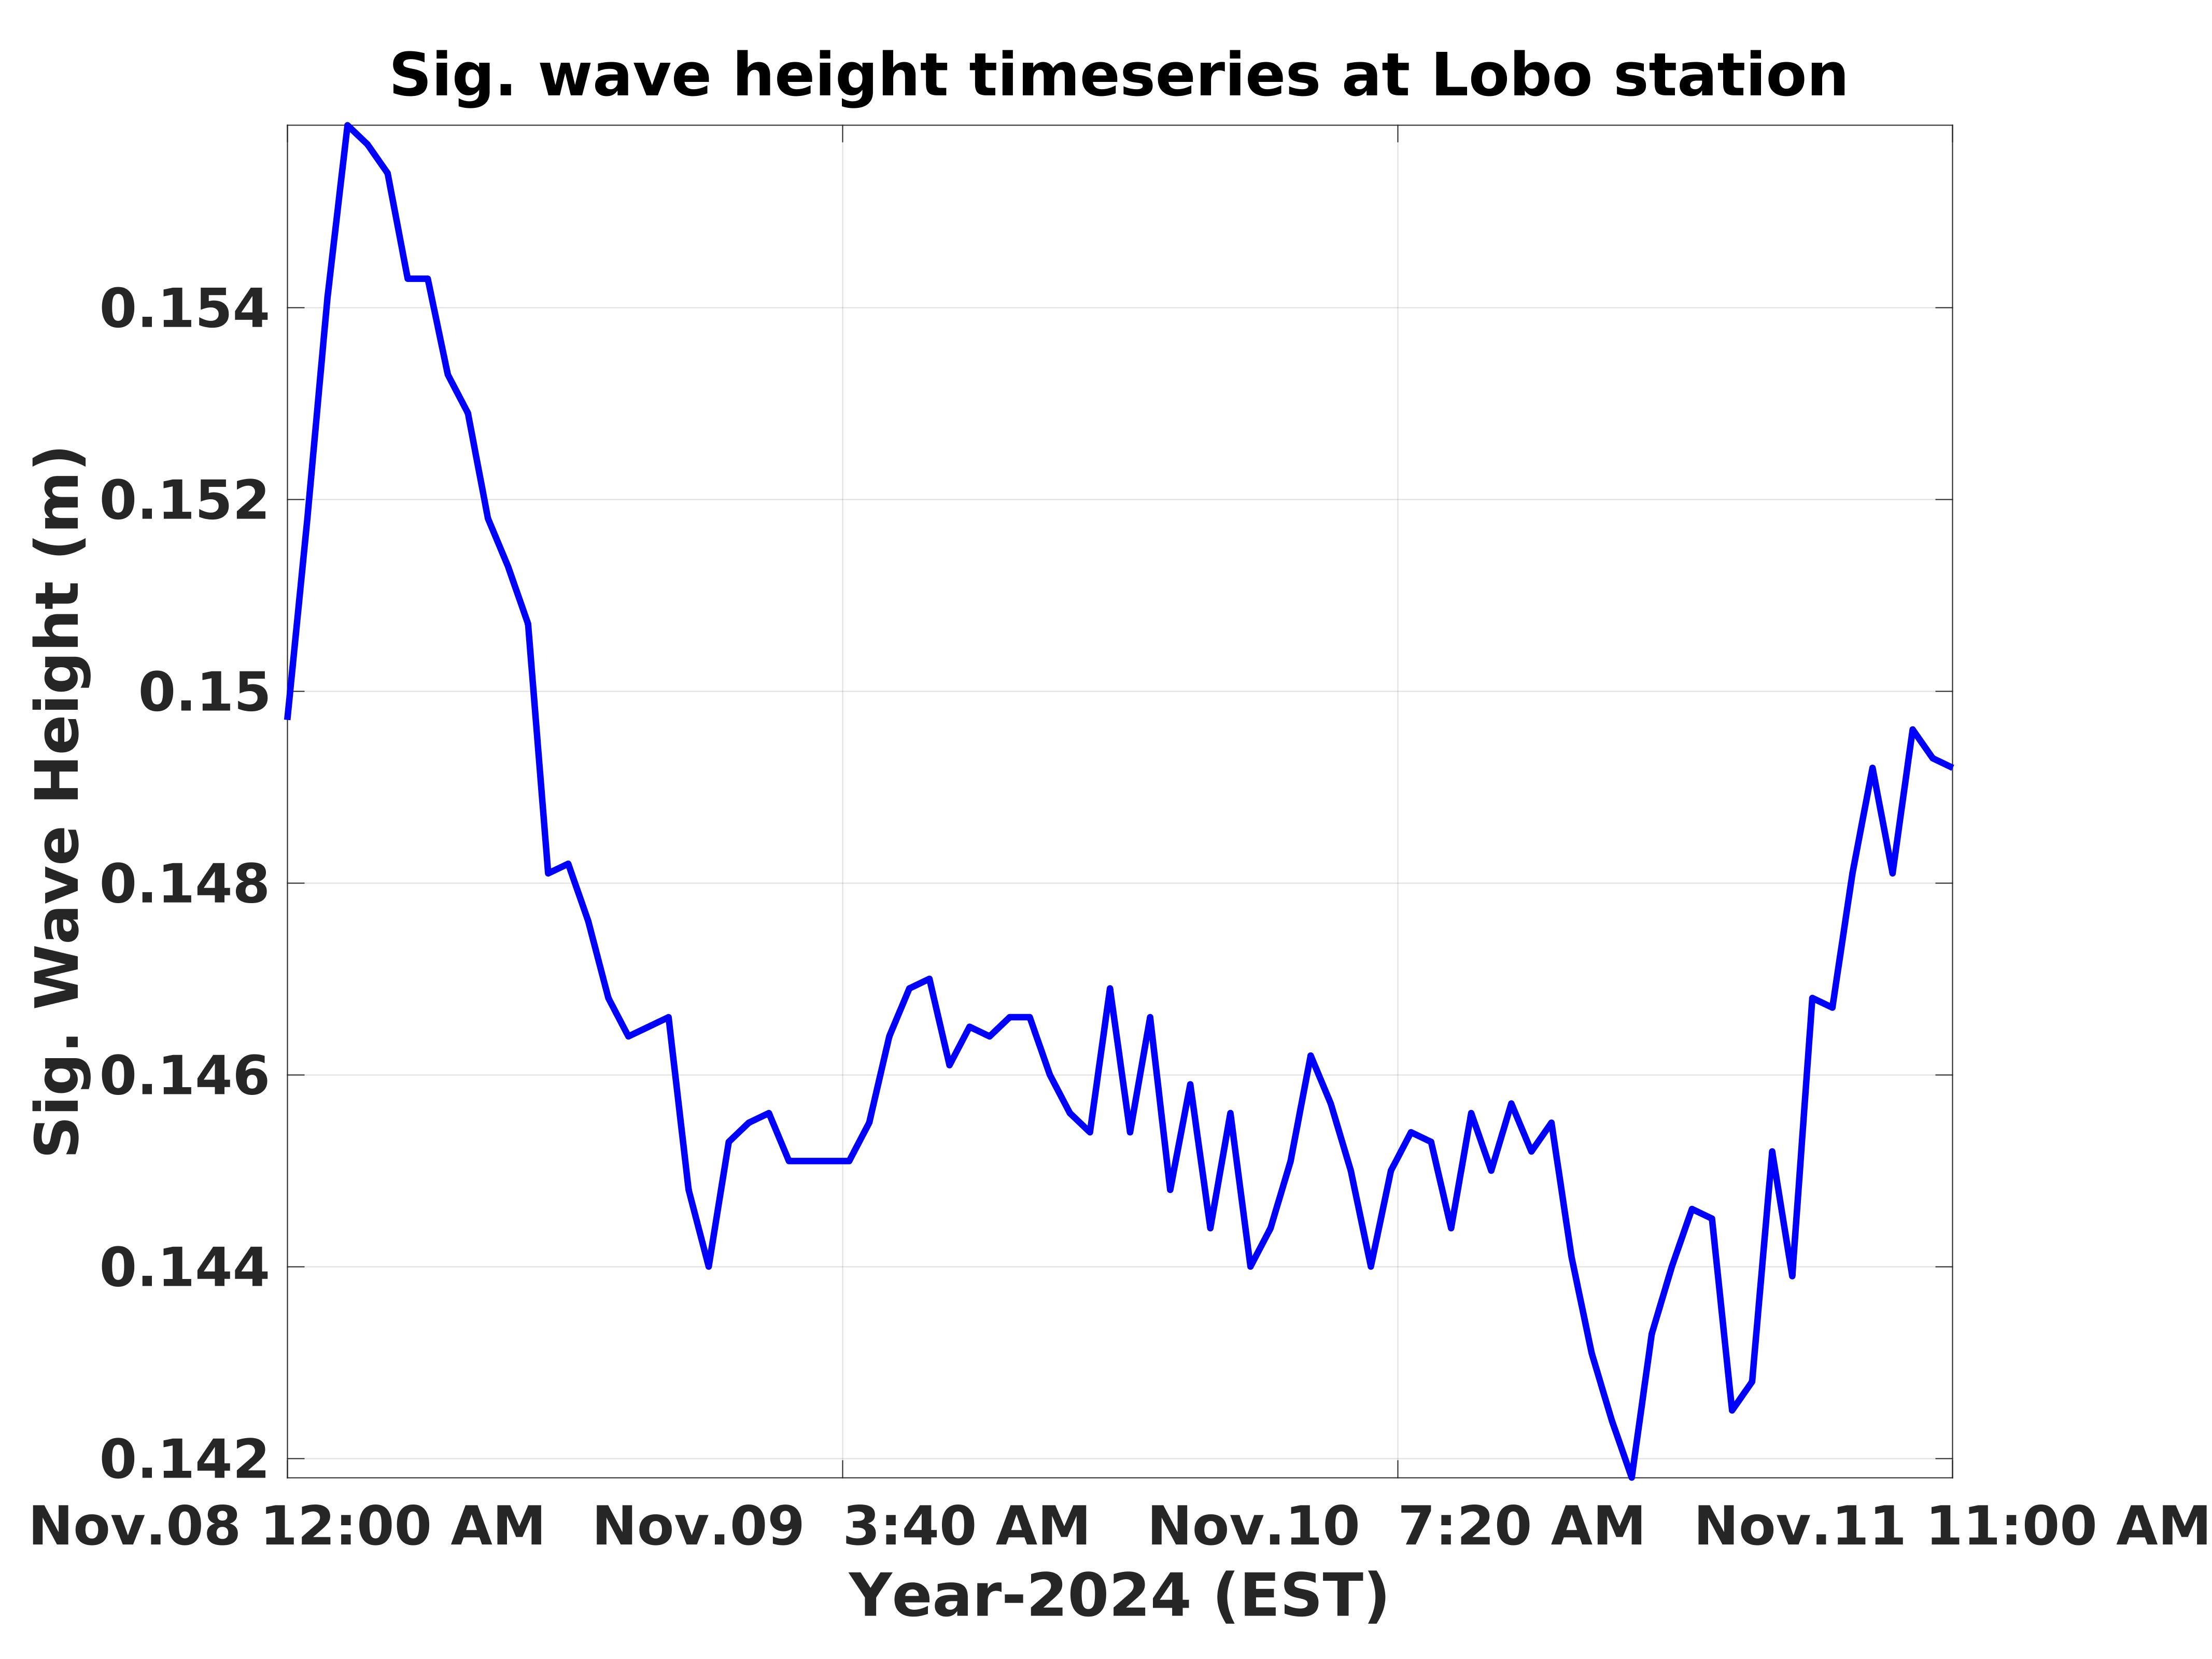 Sig. wave height timeseries at Lobo station
Sig. Wave Height (m)
0.154
0.152
0.15
0.148
0.146
0.144
0.142
Nov.08 12:00 AM Nov.09 3:40 AM Nov.10 7:20 AM Nov.11 11:00 AM
Year-2024 (EST)